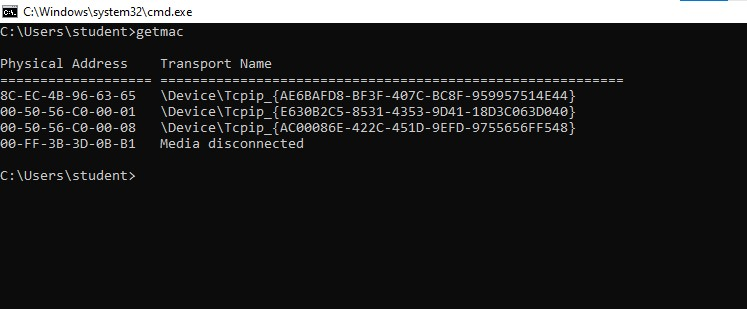 C:\Windows\system32\cmd.exe
C:\Users\student>getmac
Physical Address    Transport Name
=================== ==========================================================
8C-EC-4B-96-63-65   \Device\Tcpip_{AE6BAFD8-BF3F-407C-BC8F-959957514E44}
00-50-56-C0-00-01   \Device\Tcpip_{E630B2C5-8531-4353-9D41-18D3C063D040}
00-50-56-C0-00-08   \Device\Tcpip_{AC00086E-422C-451D-9EFD-9755656FF548}
00-FF-3B-3D-0B-B1   Media disconnected
C:\Users\student>